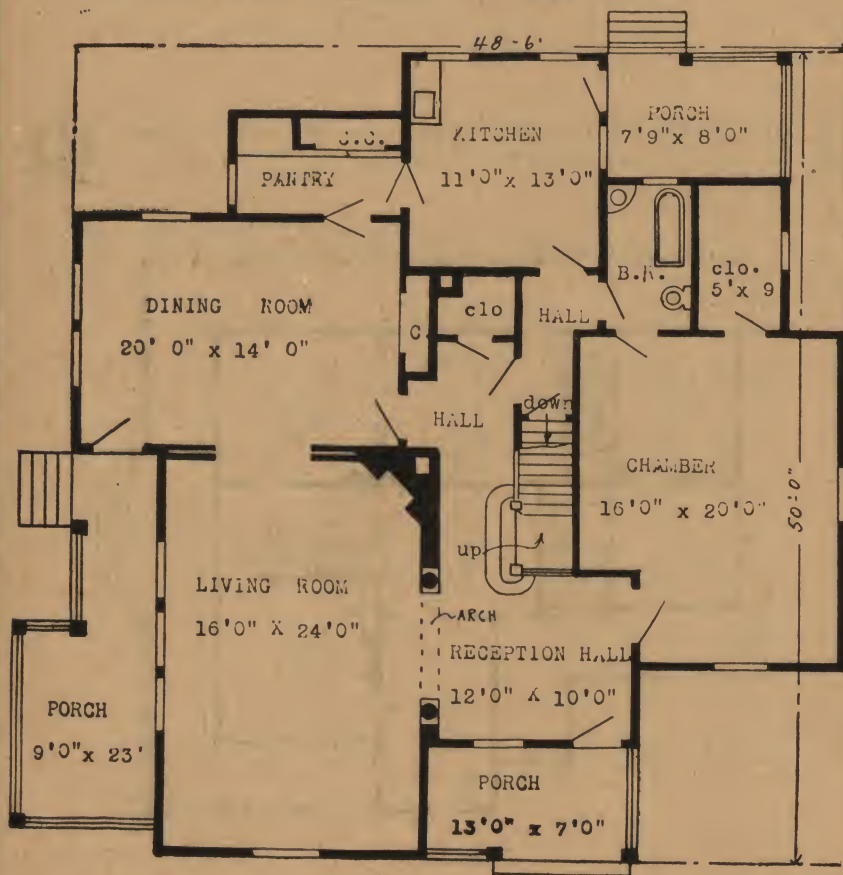 48-6'
PORCH
7'9"x 8'0"
KITCHEN
11'0"x 13'0"
C.C.
PANTRY
B.R.
clo.
5'x 9
DINING ROOM
20' 0" x 14' 0"
C
clo
HALL
HALL
down
CHAMBER
16'0" x 20'0"
50'-0"
up
LIVING ROOM
16'0" X 24'0"
ARCH
RECEPTION HALL
12'0" X 10'0"
PORCH
9'0"x 23'
PORCH
13'0" x 7'0"